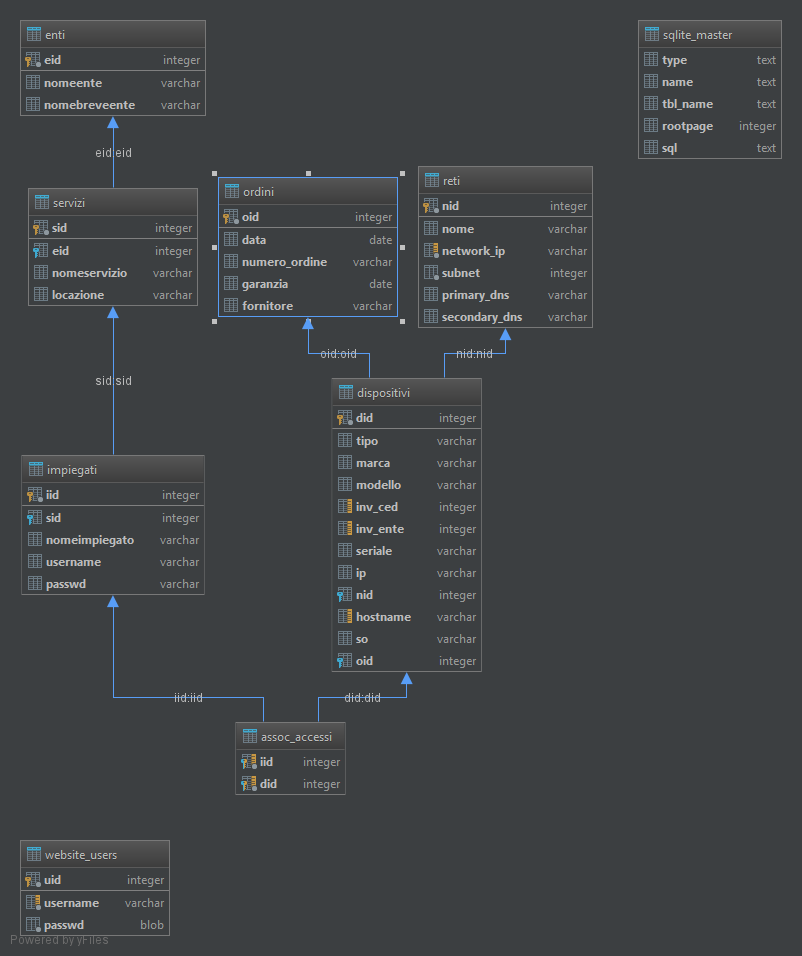 enti
eid integer
nomeente varchar
nomebreveente varchar
eid:eid
servizi
sid integer
eid integer
nomeservizio varchar
locazione varchar
sid:sid
impiegati
iid integer
sid integer
nomeimpiegato varchar
username varchar
passwd varchar
ordini
oid integer
data date
numero_ordine varchar
garanzia date
fornitore varchar
oid:oid
reti
nid integer
nome varchar
network_ip varchar
subnet integer
primary_dns varchar
secondary_dns varchar
nid:nid
sqlite_master
type text
name text
tbl_name text
rootpage integer
sql text
dispositivi
did integer
tipo varchar
marca varchar
modello varchar
inv_ced varchar
inv_ente varchar
seriale varchar
ip varchar
nid integer
hostname varchar
so varchar
oid integer
iid:iid
did:did
assoc_accessi
iid integer
did integer
website_users
uid integer
username varchar
passwd blob
Powered by yFiles